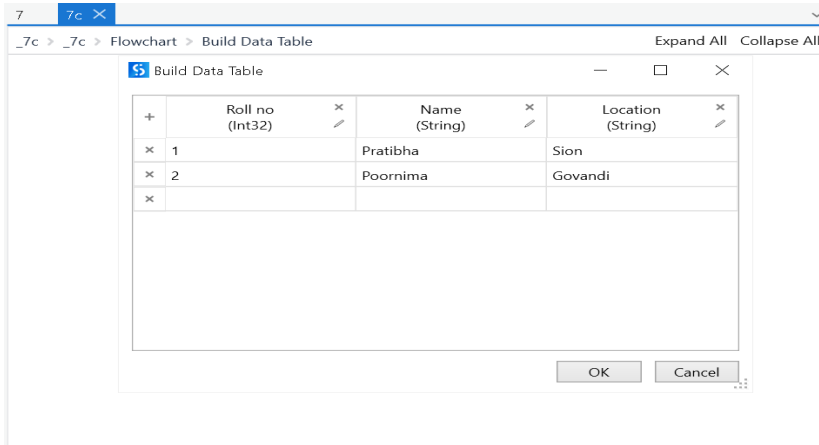 7 7c
_7c > _7c > Flowchart > Build Data Table Expand All Collapse All
Build Data Table
Roll no Name Location
(Int32) (String) (String)
1 Pratibha Sion
2 Poornima Govandi
OK Cancel